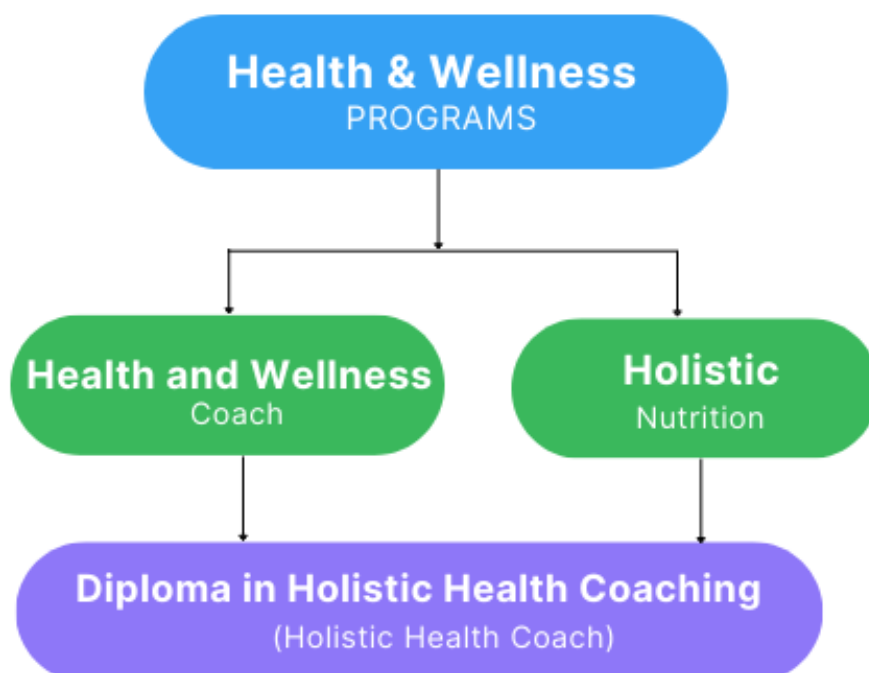 Health & Wellness
PROGRAMS
Health and Wellness
Coach
Holistic
Nutrition
Diploma in Holistic Health Coaching
(Holistic Health Coach)